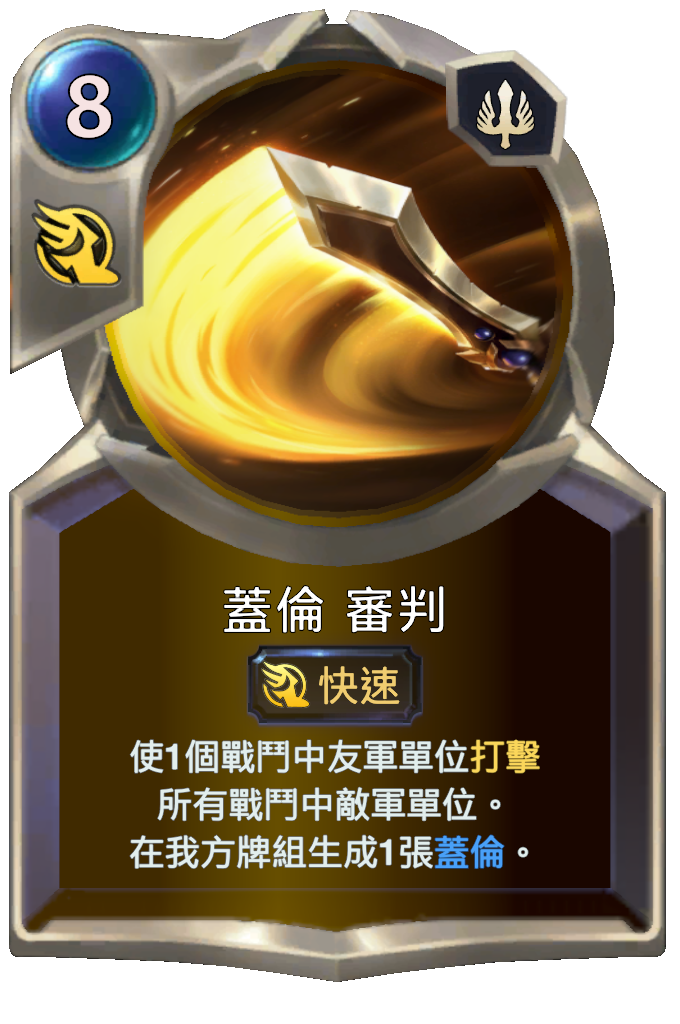 8
蓋倫 審判
快速
使1個戰鬥中友軍單位打擊
所有戰鬥中敵軍單位。
在我方牌組生成1張蓋倫。